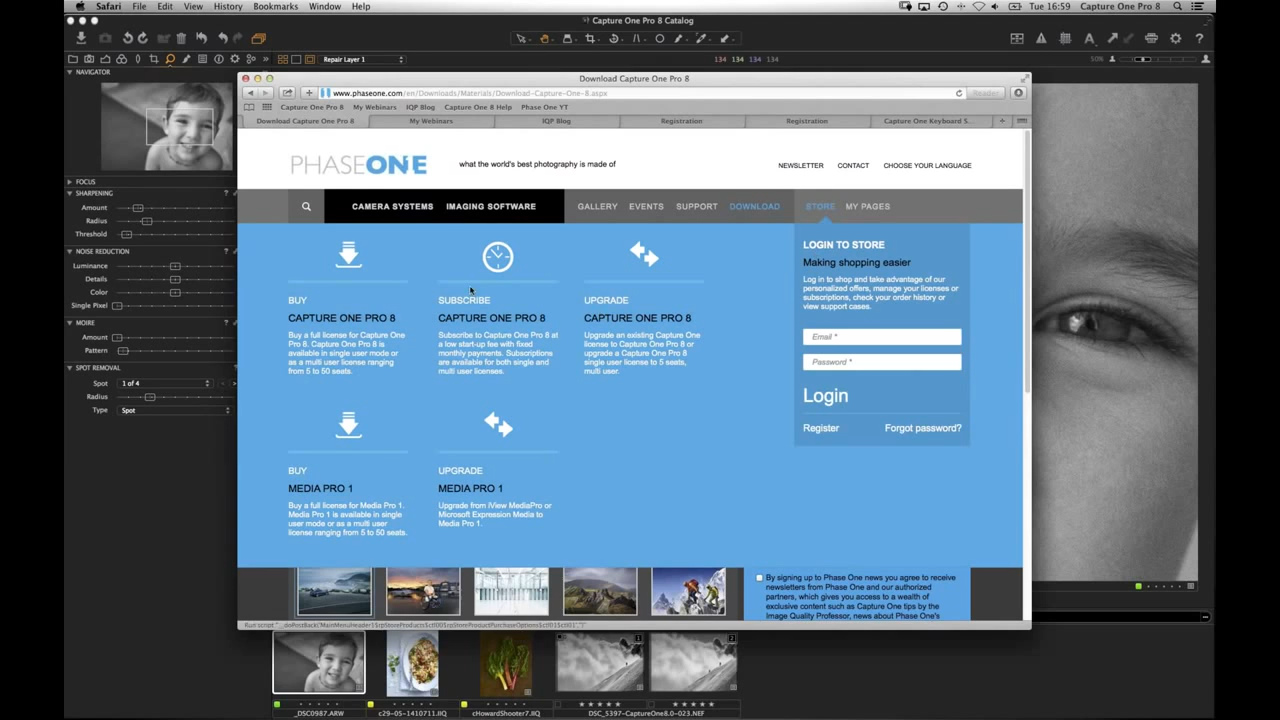 Safari File Edit View History Bookmarks Window Help Tue 16:59 Capture One Pro 8
Capture One Pro 8 Catalog
Repair Layer 1 134 134 134 134 50%
NAVIGATOR
FOCUS
SHARPENING ?
Amount
Radius
Threshold
NOISE REDUCTION ?
Luminance
Details
Color
Single Pixel
MOIRE ?
Amount
Pattern
SPOT REMOVAL ?
Spot 1 of 4
Radius
Type Spot
Download Capture One Pro 8
www.phaseone.com/en/Downloads/Materials/Download-Capture-One-8.aspx Reader
Capture One Pro 8 My Webinars IQP Blog Capture One 8 Help Phase One YT
Download Capture One Pro 8 My Webinars IQP Blog Registration Registration Capture One Keyboard S...
PHASEONE what the world's best photography is made of NEWSLETTER CONTACT CHOOSE YOUR LANGUAGE
CAMERA SYSTEMS IMAGING SOFTWARE GALLERY EVENTS SUPPORT DOWNLOAD STORE MY PAGES
BUY
CAPTURE ONE PRO 8
Buy a full license for Capture One
Pro 8. Capture One Pro 8 is
available in single user mode or
as a multi user license ranging
from 5 to 50 seats.
SUBSCRIBE
CAPTURE ONE PRO 8
Subscribe to Capture One Pro 8 at
a low start-up fee with fixed
monthly payments. Subscriptions
are available for both single and
multi user licenses.
UPGRADE
CAPTURE ONE PRO 8
Upgrade an existing Capture One
license to Capture One Pro 8 or
upgrade a Capture One Pro 8
single user license to 5 seats,
multi user.
LOGIN TO STORE
Making shopping easier
Log in to shop and take advantage of our
personalized offers, manage your licenses or
subscriptions, check your order history or
view support cases.
Email *
Password *
Login
Register Forgot password?
BUY
MEDIA PRO 1
Buy a full license for Media Pro 1.
Media Pro 1 is available in single
user mode or as a multi user
license ranging from 5 to 50 seats.
UPGRADE
MEDIA PRO 1
Upgrade from iView MediaPro or
Microsoft Expression Media to
Media Pro 1.
By signing up to Phase One news you agree to receive
newsletters from Phase One and our authorized
partners, which gives you access to a wealth of
exclusive content such as Capture One tips by the
Image Quality Professor, news about Phase One's
_DSC0987.ARW c29-05-1410711.IIQ cHowardShooter7.IIQ DSC_5397-CaptureOne8.0-023.NEF